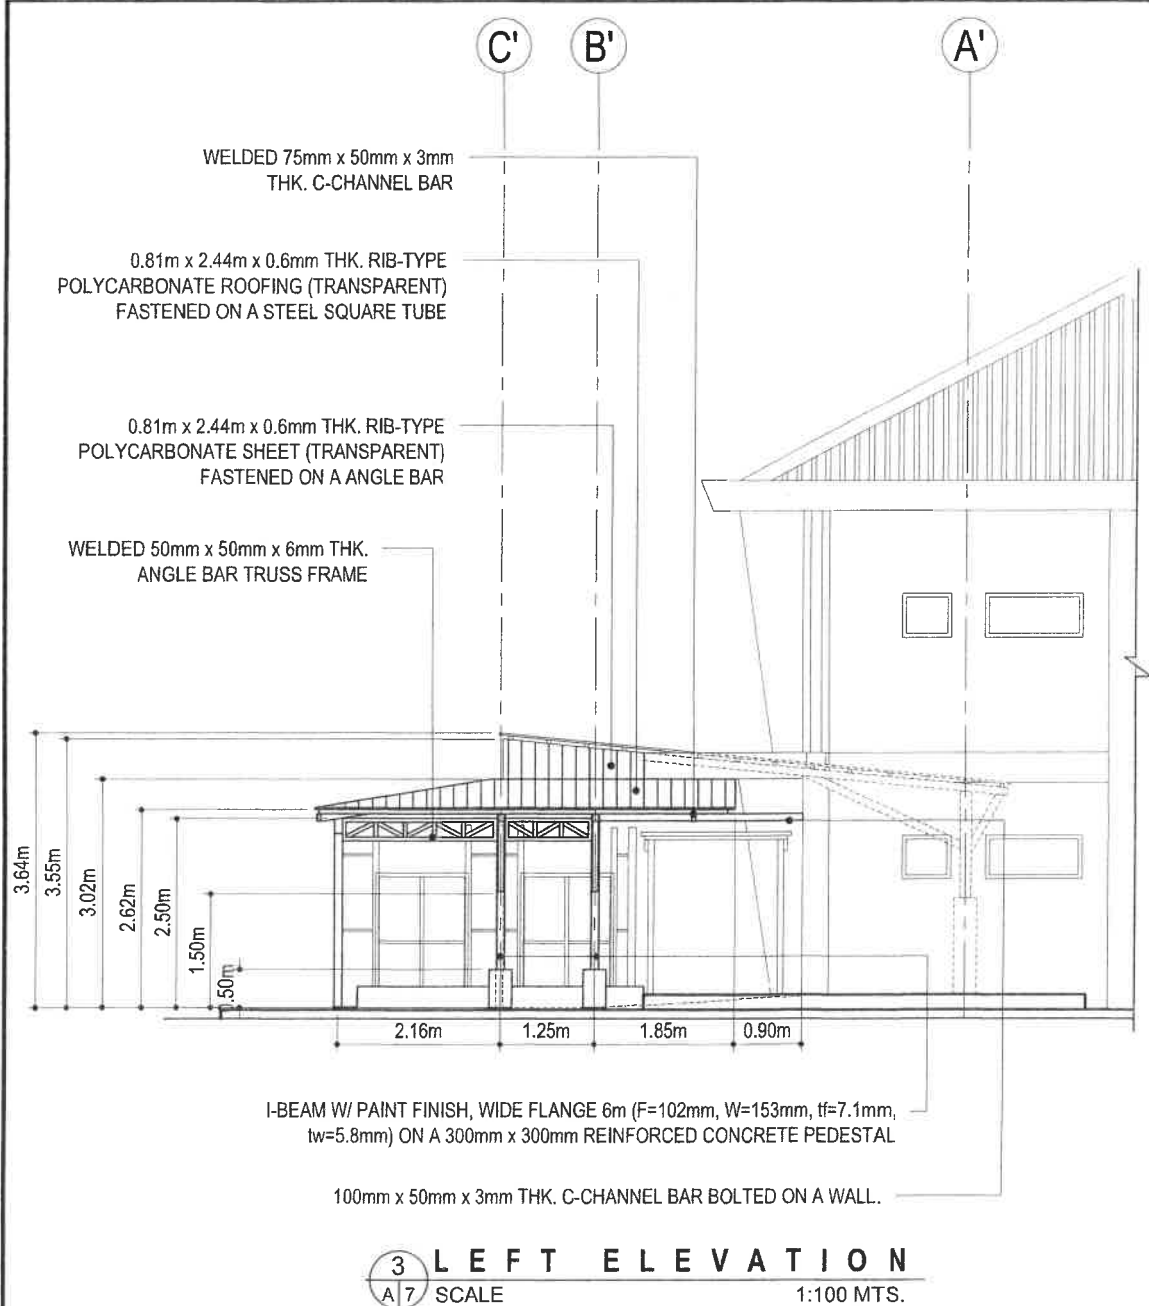 C' B' A'
WELDED 75mm x 50mm x 3mm
THK. C-CHANNEL BAR
0.81m x 2.44m x 0.6mm THK. RIB-TYPE
POLYCARBONATE ROOFING (TRANSPARENT)
FASTENED ON A STEEL SQUARE TUBE
0.81m x 2.44m x 0.6mm THK. RIB-TYPE
POLYCARBONATE SHEET (TRANSPARENT)
FASTENED ON A ANGLE BAR
WELDED 50mm x 50mm x 6mm THK.
ANGLE BAR TRUSS FRAME
3.64m
3.55m
3.02m
2.62m
2.50m
1.50m
.50m
2.16m 1.25m 1.85m 0.90m
I-BEAM W/ PAINT FINISH, WIDE FLANGE 6m (F=102mm, W=153mm, tf=7.1mm,
tw=5.8mm) ON A 300mm x 300mm REINFORCED CONCRETE PEDESTAL
100mm x 50mm x 3mm THK. C-CHANNEL BAR BOLTED ON A WALL.
3 LEFT ELEVATION
A 7 SCALE 1:100 MTS.